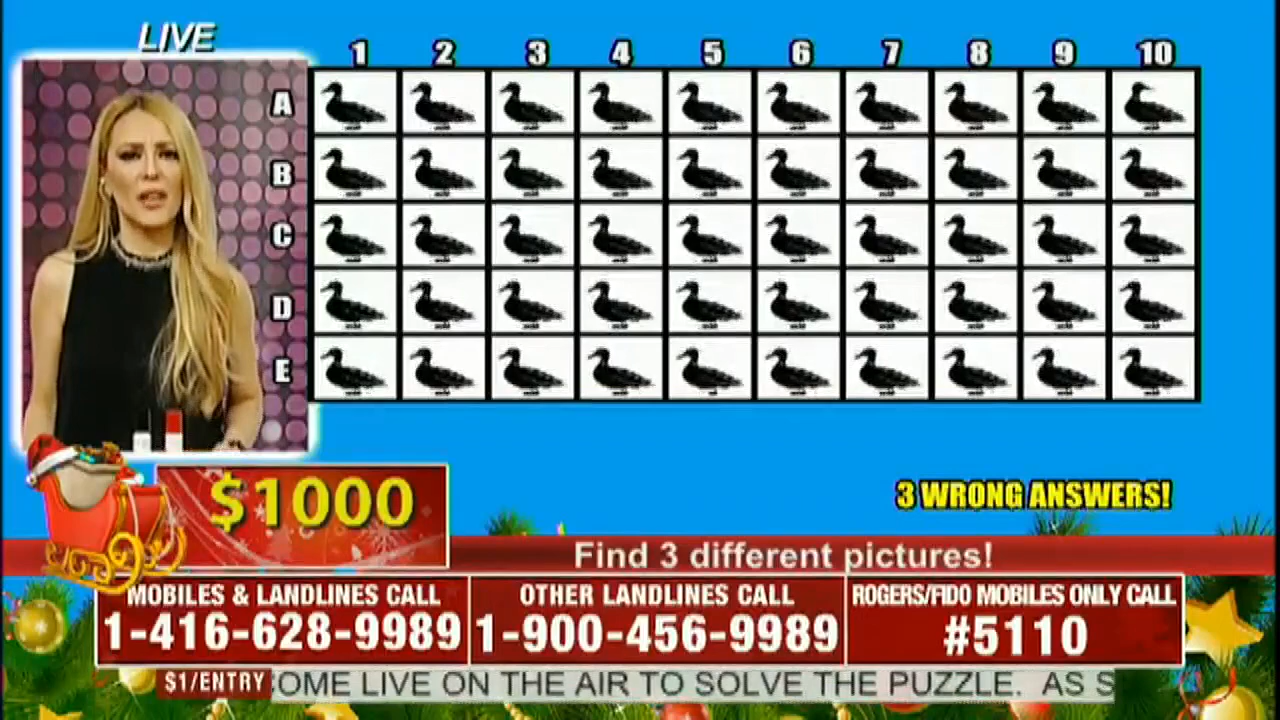 LIVE
1 2 3 4 5 6 7 8 9 10
A
B
C
D
E
$1000
3 WRONG ANSWERS!
Find 3 different pictures!
MOBILES & LANDLINES CALL
1-416-628-9989
OTHER LANDLINES CALL
1-900-456-9989
ROGERS/FIDO MOBILES ONLY CALL
#5110
$1/ENTRY
OME LIVE ON THE AIR TO SOLVE THE PUZZLE. AS S